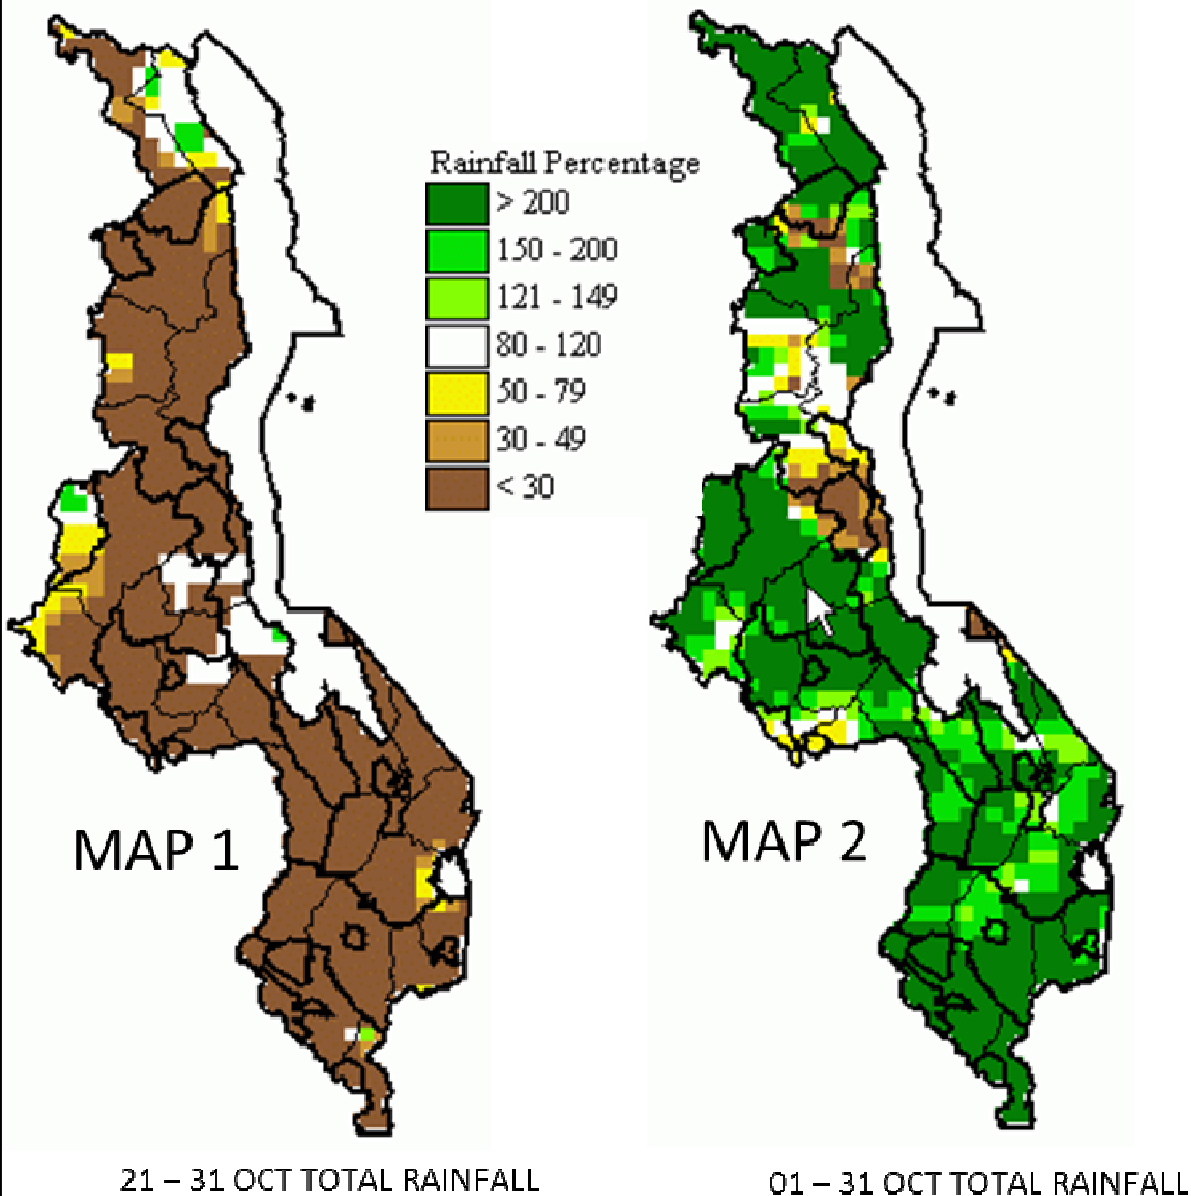 Rainfall Percentage
> 200
150 - 200
121 - 149
80 - 120
50 - 79
30 - 49
< 30
MAP 1
MAP 2
21 – 31 OCT TOTAL RAINFALL
01 – 31 OCT TOTAL RAINFALL